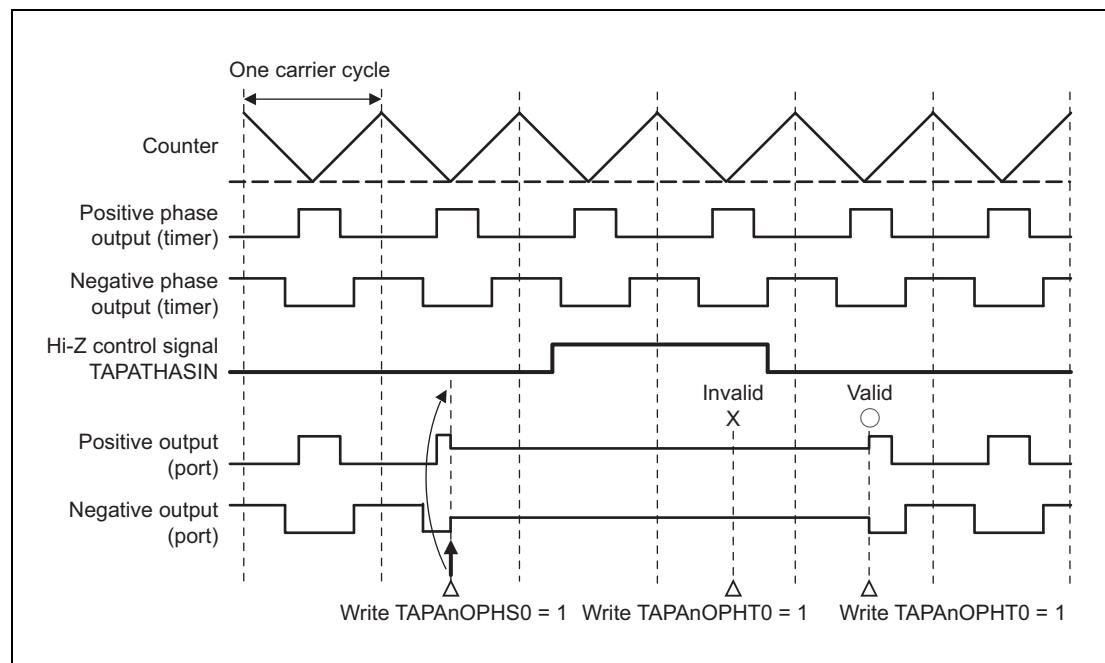 One carrier cycle
Counter
Positive phase
output (timer)
Negative phase
output (timer)
Hi-Z control signal
TAPATHASIN
Invalid
X
Valid
Positive output
(port)
Negative output
(port)
Write TAPAnOPHS0 = 1
Write TAPAnOPHT0 = 1
Write TAPAnOPHT0 = 1